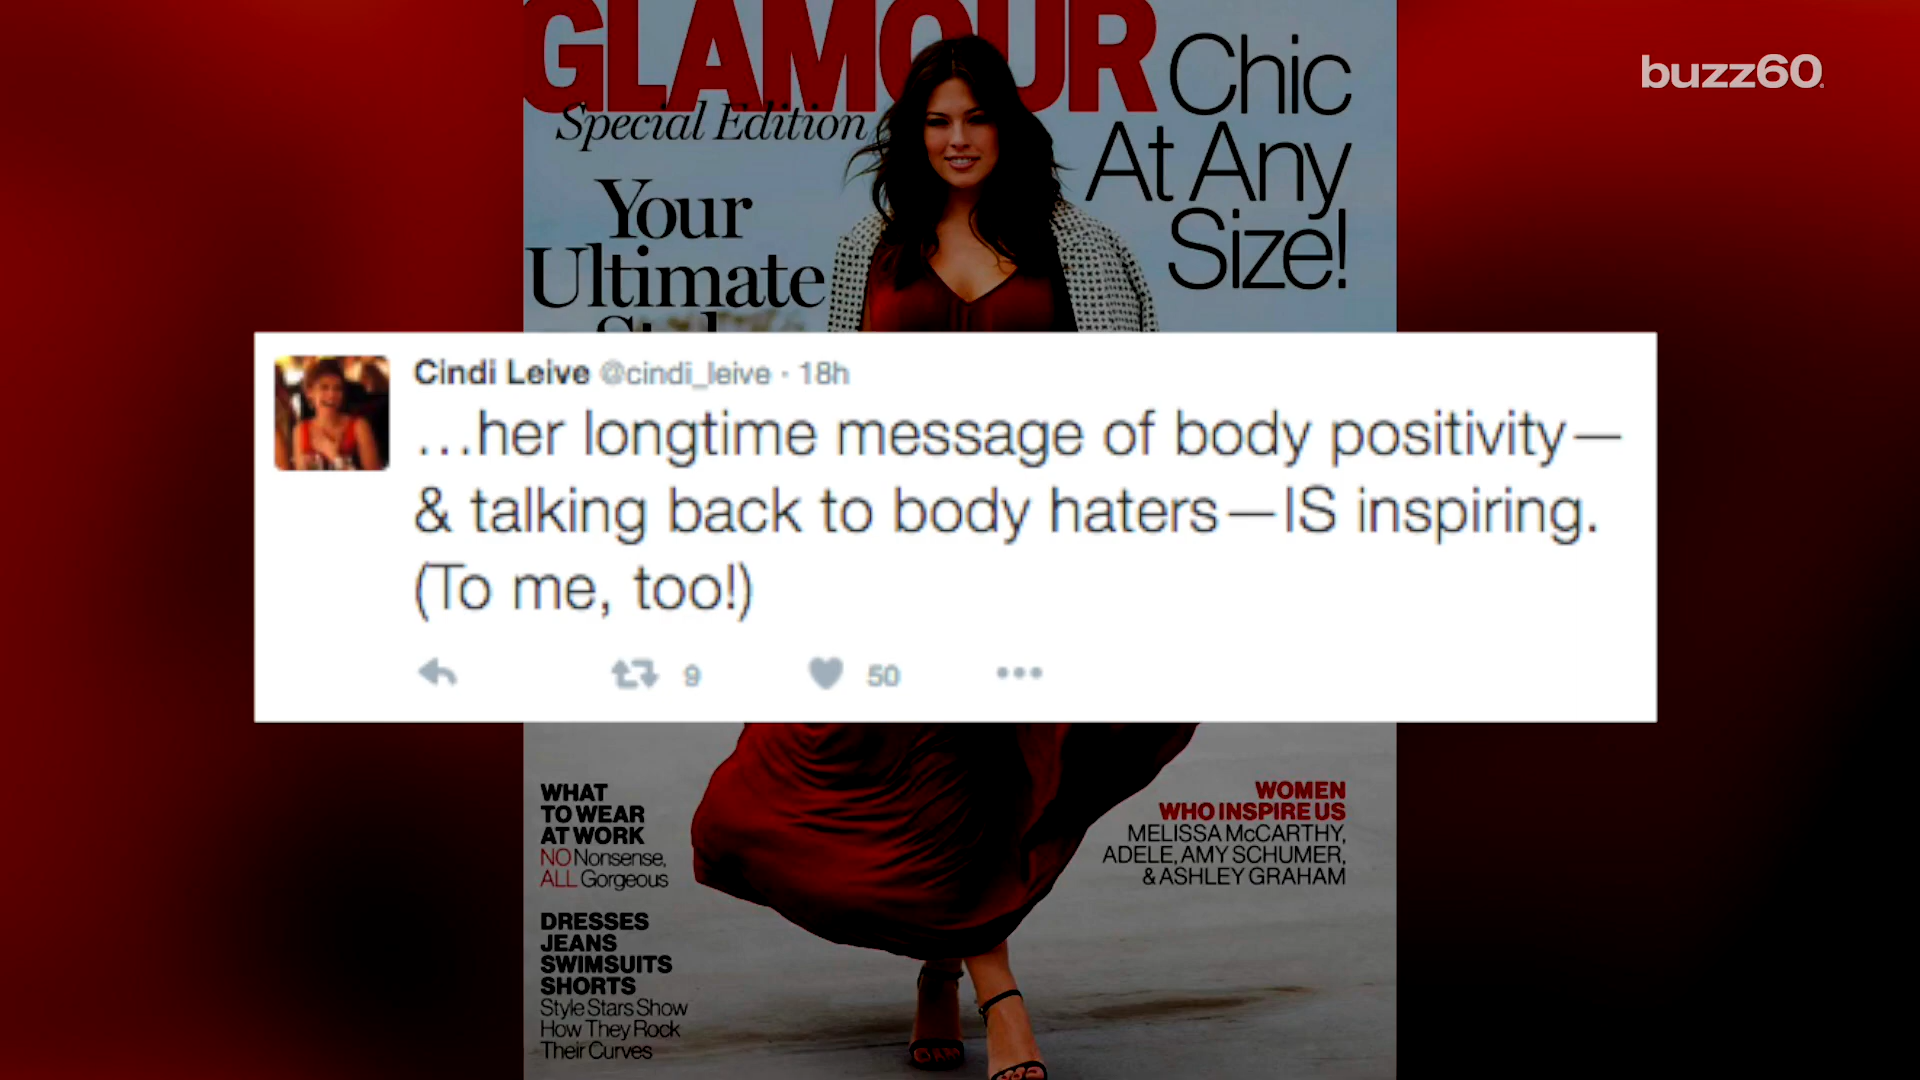 GLAMOUR
Special Edition
Chic
At Any
Size!
buzz60
Your
Ultimate
Cindi Leive @cindi_leive · 18h
...her longtime message of body positivity—
& talking back to body haters—IS inspiring.
(To me, too!)
9 50
WHAT
TO WEAR
AT WORK
NO Nonsense,
ALL Gorgeous
DRESSES
JEANS
SWIMSUITS
SHORTS
Style Stars Show
How They Rock
Their Curves
WOMEN
WHO INSPIRE US
MELISSA McCARTHY,
ADELE, AMY SCHUMER,
& ASHLEY GRAHAM